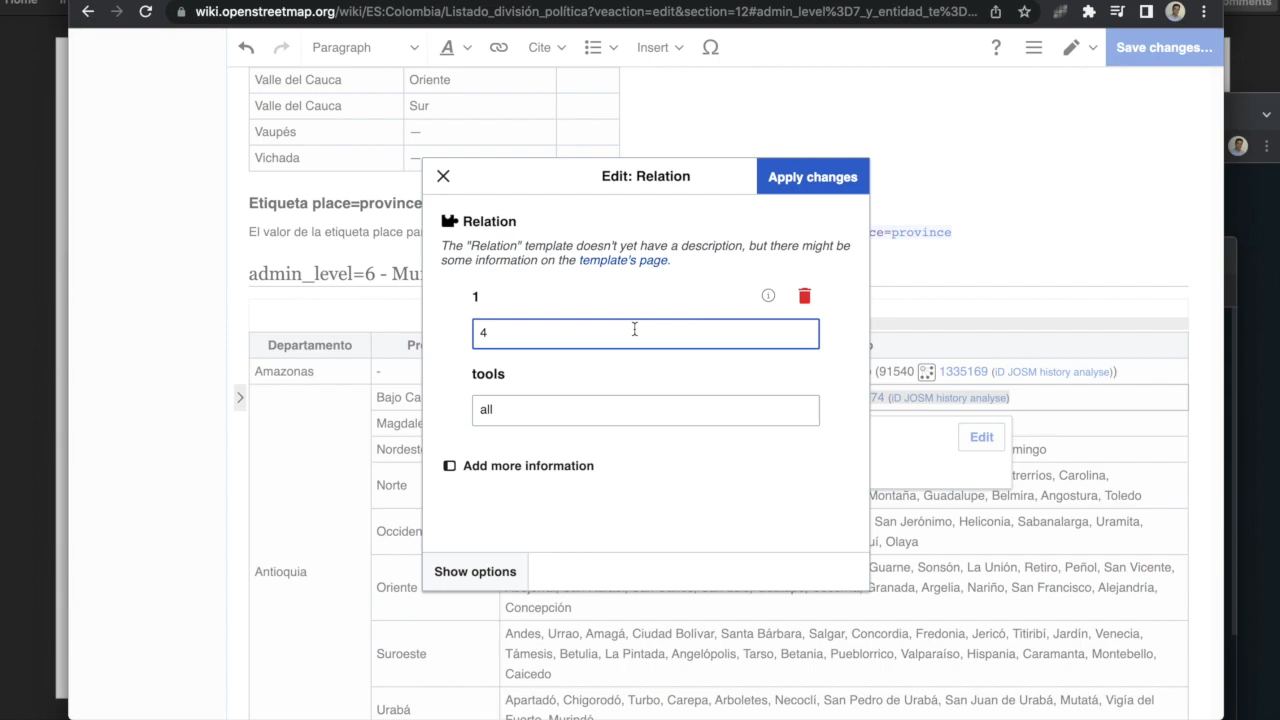 Home
wiki.openstreetmap.org/wiki/ES:Colombia/Listado_división_política?veaction=edit&section=12#admin_level%3D7_y_entidad_te%3D...
Paragraph
A
Cite
Insert
Ω
?
Save changes...
Valle del Cauca Oriente
Valle del Cauca Sur
Vaupés —
Vichada —
Etiqueta place=province
El valor de la etiqueta place pa
ce=province
admin_level=6 - Mu
Edit: Relation
Apply changes
Relation
The "Relation" template doesn't yet have a description, but there might be
some information on the template's page.
1
4
tools
all
Add more information
Show options
Departamento
Amazonas - (91540 1335169 (iD JOSM history analyse))
Bajo Ca 74 (iD JOSM history analyse)
Edit
Magdale
Nordest mingo
Norte trerríos, Carolina,
Montaña, Guadalupe, Belmira, Angostura, Toledo
Occiden San Jerónimo, Heliconia, Sabanalarga, Uramita,
uí, Olaya
Antioquia
Oriente Guarne, Sonsón, La Unión, Retiro, Peñol, San Vicente,
Granada, Argelia, Nariño, San Francisco, Alejandría,
Concepción
Suroeste Andes, Urrao, Amagá, Ciudad Bolívar, Santa Bárbara, Salgar, Concordia, Fredonia, Jericó, Titiribí, Jardín, Venecia,
Támesis, Betulia, La Pintada, Angelópolis, Tarso, Betania, Pueblorrico, Valparaíso, Hispania, Caramanta, Montebello,
Caicedo
Urabá Apartadó, Chigorodó, Turbo, Carepa, Arboletes, Necoclí, San Pedro de Urabá, San Juan de Urabá, Mutatá, Vigía del
Fuerte, Murindó